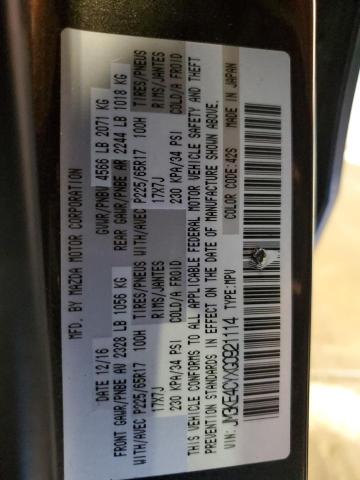 MFD. BY MAZDA MOTOR CORPORATION
DATE 12/16 GVWR/PNBV 4566 LB 2071 KG
FRONT GAWR/PNBE AV 2328 LB 1056 KG REAR GAWR/PNBE AR 2244 LB 1018 KG
WITH/AVEC P225/65R17 100H TIRES/PNEUS WITH/AVEC P225/65R17 100H TIRES/PNEUS
17X7J RIMS/JANTES 17X7J RIMS/JANTES
230 KPA/34 PSI COLD/A FROID 230 KPA/34 PSI COLD/A FROID
CONFORMS TO ALL APPLICABLE FEDERAL MOTOR VEHICLE SAFETY AND THEFT
PREVENTION STANDARDS IN EFFECT ON THE DATE OF MANUFACTURE SHOWN ABOVE.
VIN: TYPE:MPV CODE:42S MADE IN JAPAN